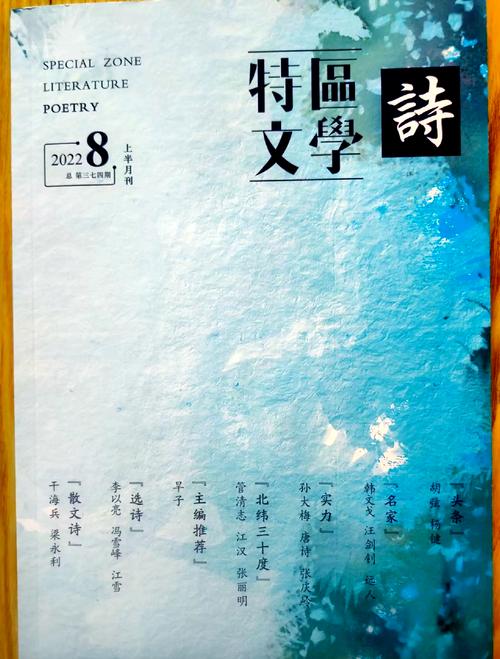 SPECIAL ZONE
LITERATURE
POETRY
特區
文學
詩
2022 8
总 第三七四期
上半月刊
『头条』
胡弦 杨键
『名家』
韩文戈 汪剑钊 远人
『实力』
孙大梅 唐诗 张庆岭
『北纬三十度』
管清志 江汉 张丽明
『主编推荐』
早子
『选诗』
李以亮 冯雪峰 江雪
『散文诗』
干海兵 梁永利